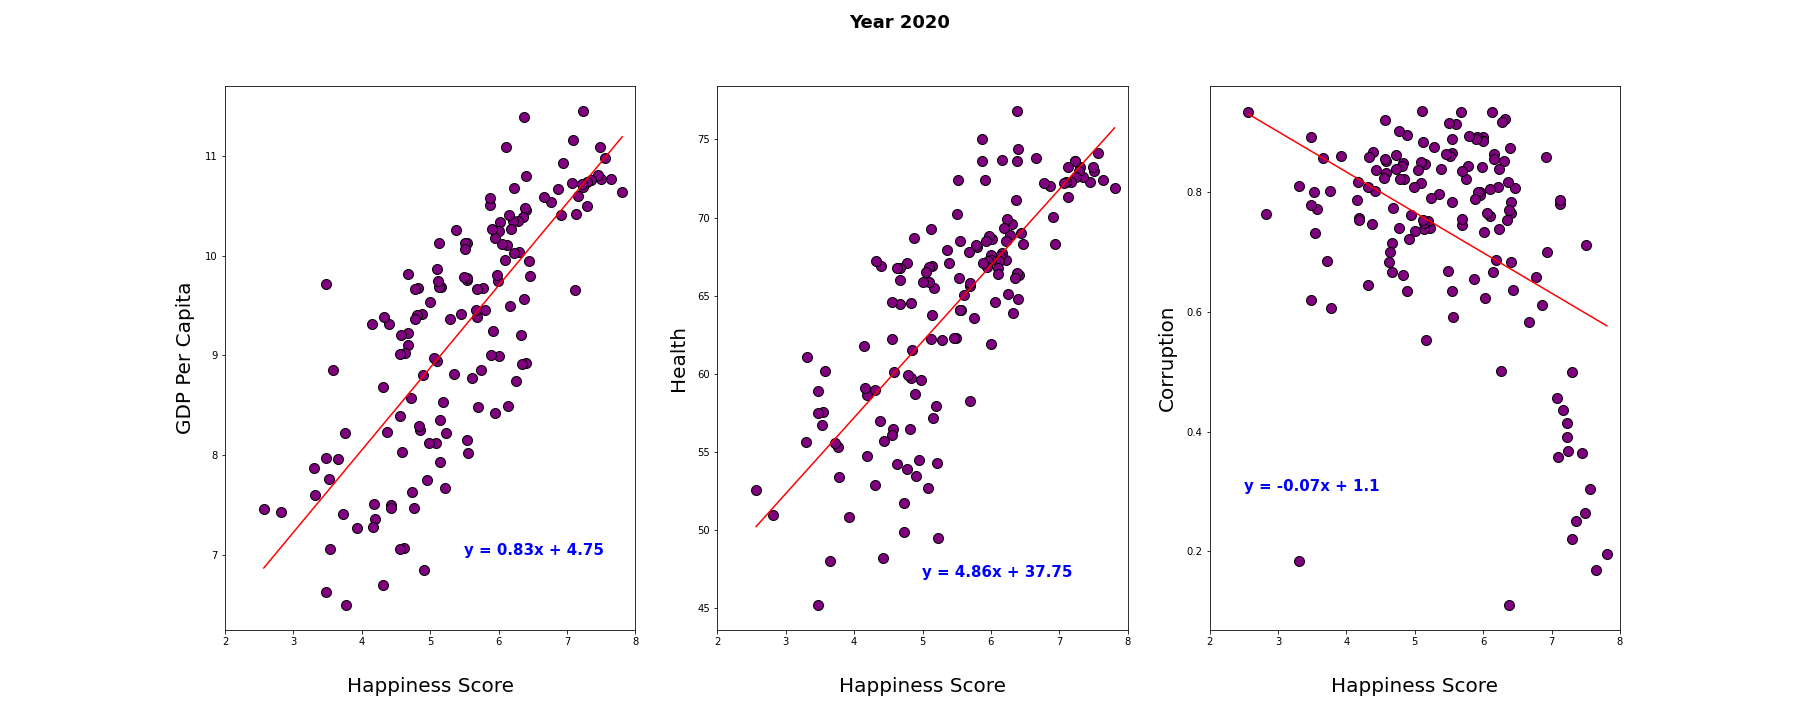 Year 2020
GDP Per Capita
11
10
9
8
7
2 3 4 5 6 7 8
Happiness Score
y = 0.83x + 4.75
Health
75
70
65
60
55
50
45
2 3 4 5 6 7 8
Happiness Score
y = 4.86x + 37.75
Corruption
0.8
0.6
0.4
0.2
2 3 4 5 6 7 8
Happiness Score
y = -0.07x + 1.1